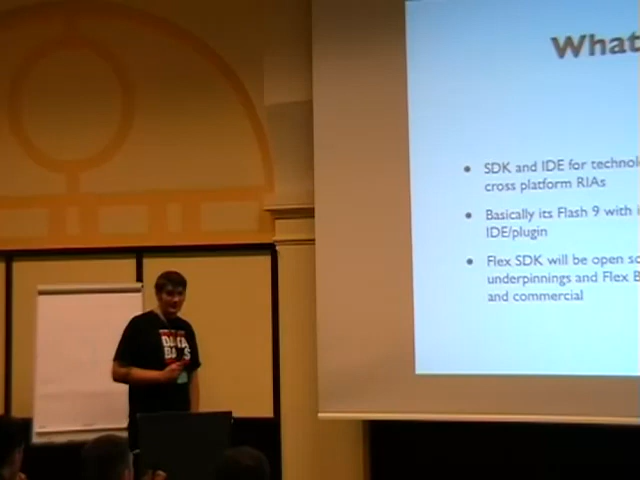 What
SDK and IDE for technol
cross platform RIAs
Basically its Flash 9 with i
IDE/plugin
Flex SDK will be open so
underpinnings and Flex B
and commercial
DATA